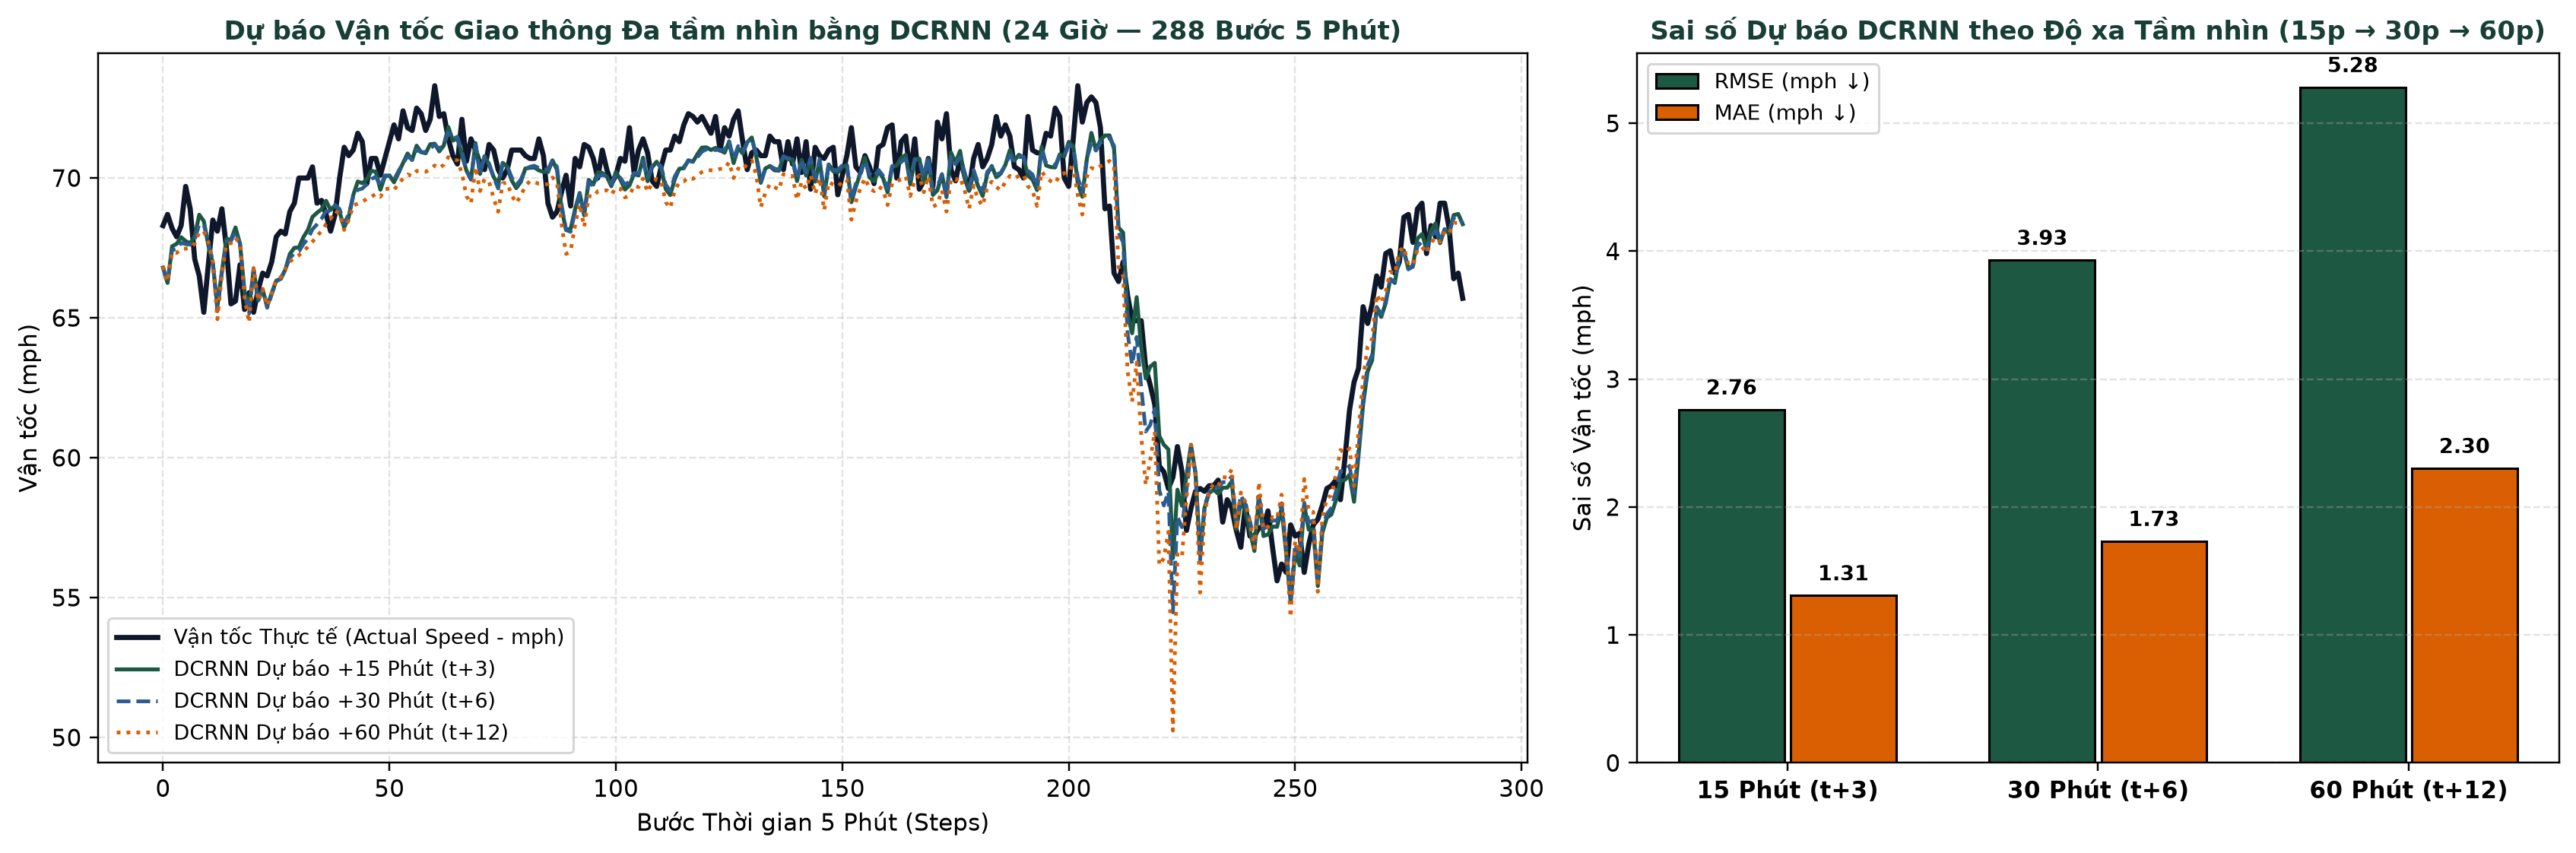 Dự báo Vận tốc Giao thông Đa tầm nhìn bằng DCRNN (24 Giờ — 288 Bước 5 Phút)
Vận tốc (mph)
70
65
60
55
50
Vận tốc Thực tế (Actual Speed - mph)
DCRNN Dự báo +15 Phút (t+3)
DCRNN Dự báo +30 Phút (t+6)
DCRNN Dự báo +60 Phút (t+12)
0 50 100 150 200 250 300
Bước Thời gian 5 Phút (Steps)
Sai số Dự báo DCRNN theo Độ xa Tầm nhìn (15p → 30p → 60p)
RMSE (mph ↓)
MAE (mph ↓)
Sai số Vận tốc (mph)
5
4
3
2
1
0
2.76
1.31
3.93
1.73
5.28
2.30
15 Phút (t+3) 30 Phút (t+6) 60 Phút (t+12)